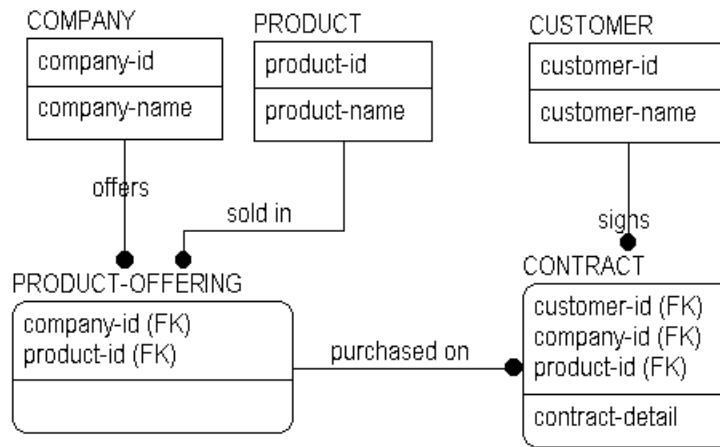 COMPANY
company-id
company-name
PRODUCT
product-id
product-name
CUSTOMER
customer-id
customer-name
offers
sold in
signs
PRODUCT-OFFERING
company-id (FK)
product-id (FK)
purchased on
CONTRACT
customer-id (FK)
company-id (FK)
product-id (FK)
contract-detail